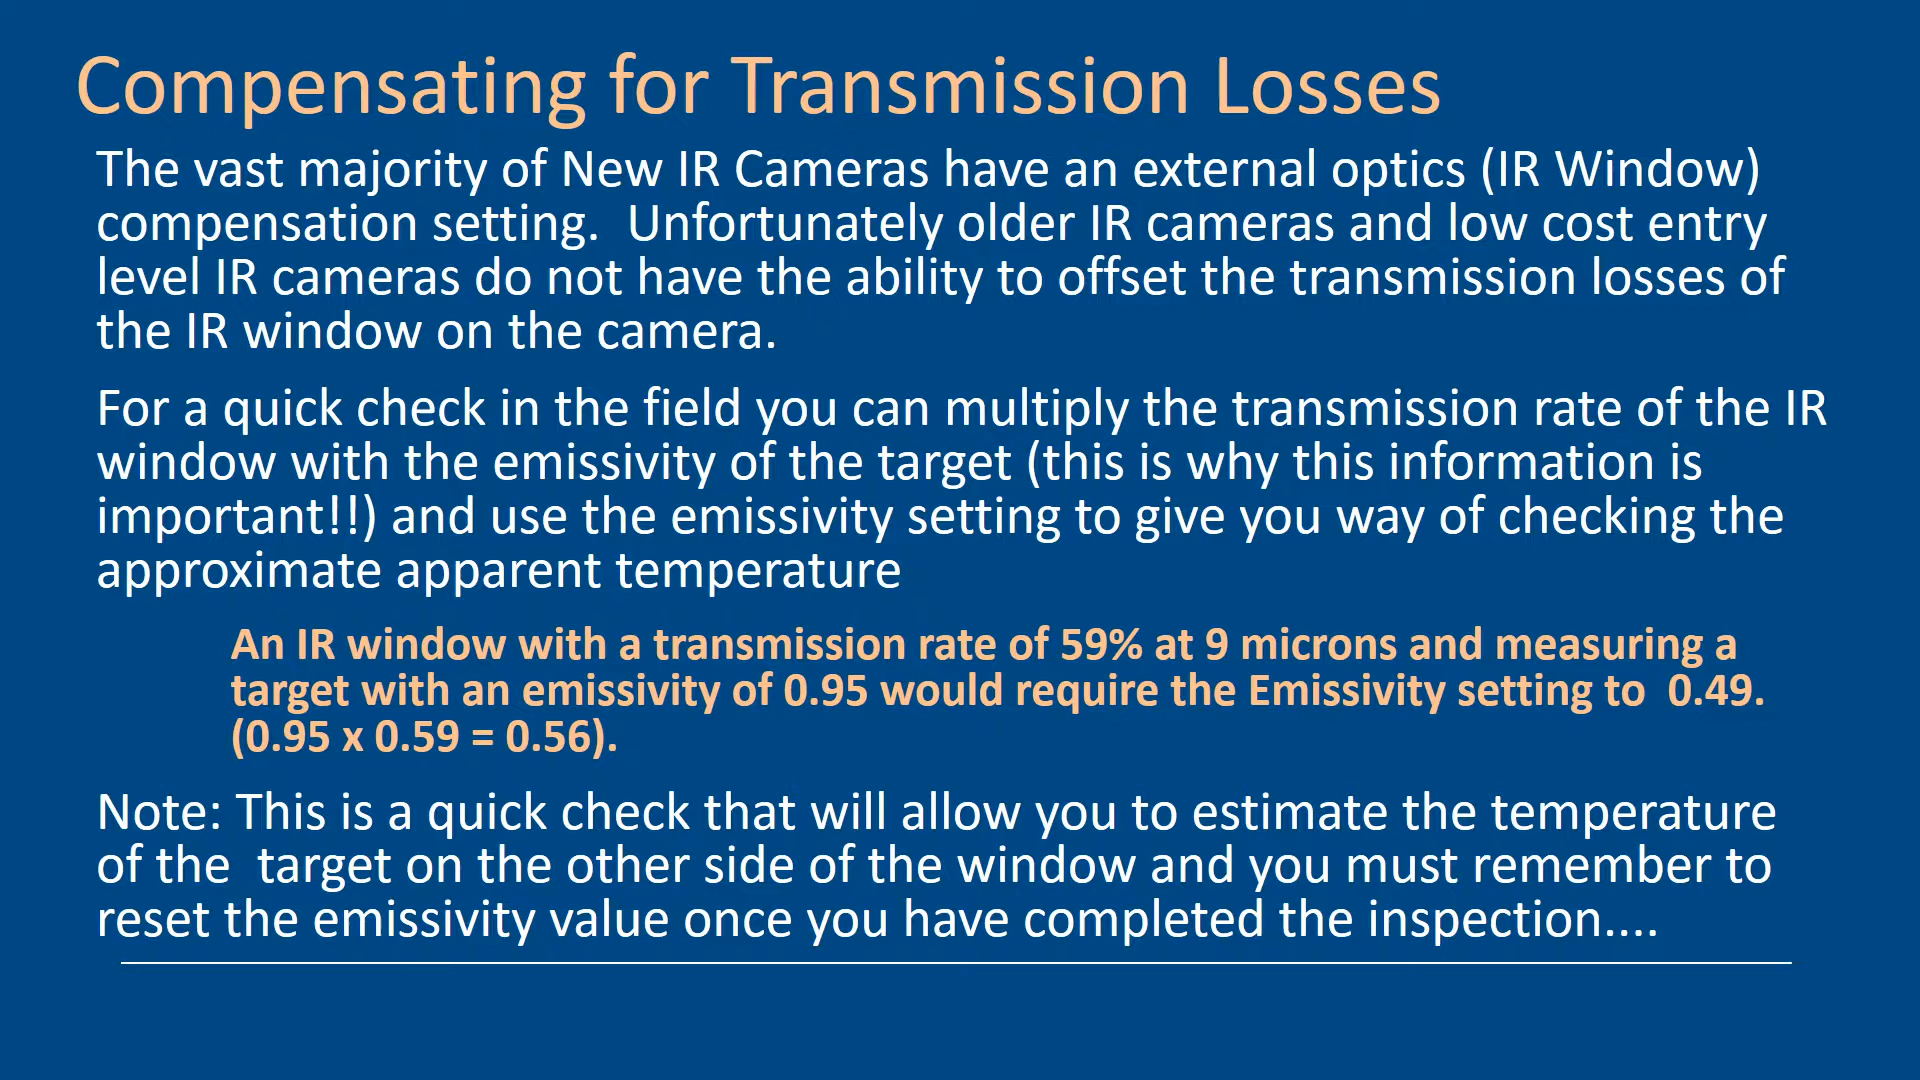 Compensating for Transmission Losses
The vast majority of New IR Cameras have an external optics (IR Window)
compensation setting.  Unfortunately older IR cameras and low cost entry
level IR cameras do not have the ability to offset the transmission losses of
the IR window on the camera.
For a quick check in the field you can multiply the transmission rate of the IR
window with the emissivity of the target (this is why this information is
important!!) and use the emissivity setting to give you way of checking the
approximate apparent temperature
An IR window with a transmission rate of 59% at 9 microns and measuring a
target with an emissivity of 0.95 would require the Emissivity setting to  0.49.
(0.95 x 0.59 = 0.56).
Note: This is a quick check that will allow you to estimate the temperature
of the  target on the other side of the window and you must remember to
reset the emissivity value once you have completed the inspection....